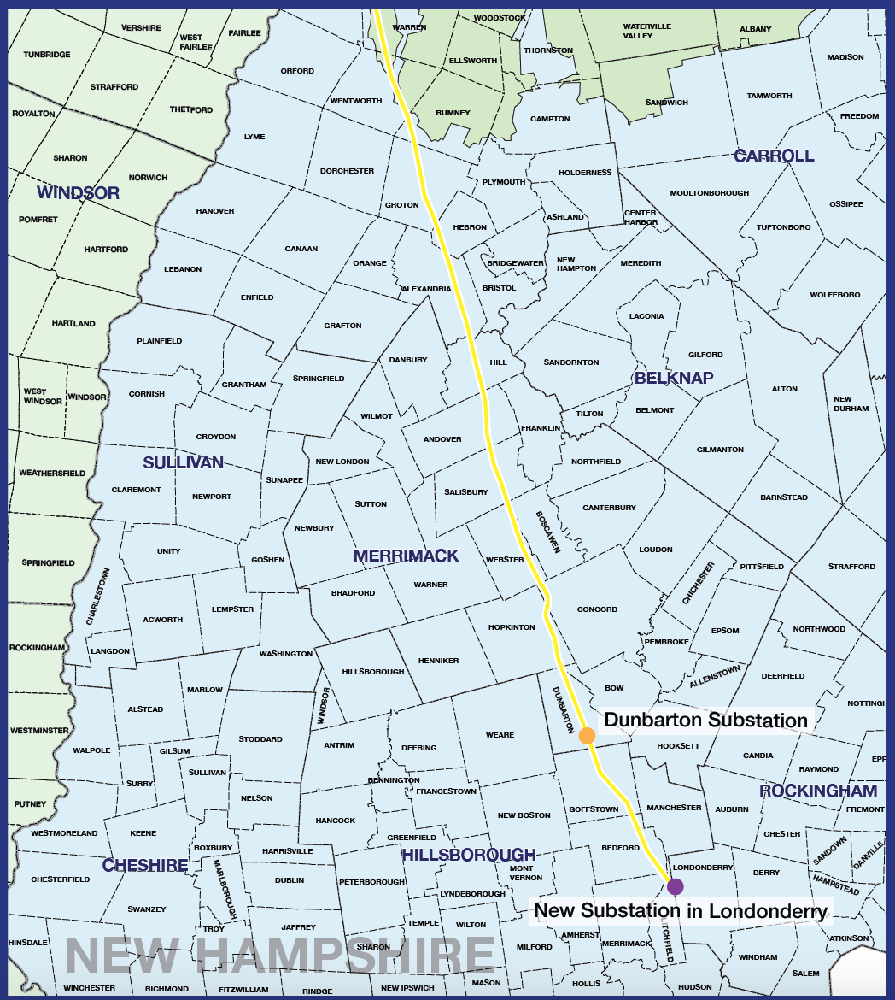 WOODSTOCK
WARREN
VERSHIRE
WEST
FAIRLEE
FAIRLEE
WATERVILLE
VALLEY
ALBANY
TUNBRIDGE
ELLSWORTH
THORNSTON
MADISON
ORFORD
STRAFFORD
WENTWORTH
SANDWICH
TAMWORTH
ROYALTON
THETFORD
RUMNEY
CAMPTON
FREEDOM
LYME
SHARON
CARROLL
DORCHESTER
HOLDERNESS
NORWICH
PLYMOUTH
WINDSOR
MOULTONBOROUGH
HANOVER
GROTON
OSSIPEE
POMFRET
ASHLAND
CENTER
HARBOR
HEBRON
TUFTONBORO
HARTFORD
CANAAN
ORANGE
BRIDGEWATER
NEW
HAMPTON
MEREDITH
LEBANON
ALEXANDRIA
BRISTOL
ENFIELD
WOLFEBORO
HARTLAND
GRAFTON
LACONIA
PLAINFIELD
GILFORD
DANBURY
HILL
SANBORNTON
SPRINGFIELD
BELKNAP
GRANTHAM
ALTON
WEST
WINDSOR
WINDSOR
CORNISH
NEW
DURHAM
WILMOT
TILTON
BELMONT
FRANKLIN
CROYDON
ANDOVER
GILMANTON
SULLIVAN
NEW LONDON
NORTHFIELD
WEATHERSFIELD
SUNAPEE
CLAREMONT
NEWPORT
SALISBURY
BARNSTEAD
SUTTON
CANTERBURY
BOSCAWEN
NEWBURY
UNITY
LOUDON
MERRIMACK
GOSHEN
WEBSTER
SPRINGFIELD
PITTSFIELD
STRAFFORD
CHARLESTOWN
CHICHESTER
WARNER
BRADFORD
LEMPSTER
CONCORD
ACWORTH
HOPKINTON
EPSOM
NORTHWOOD
PEMBROKE
ROCKINGHAM
LANGDON
WASHINGTON
HENNIKER
HILLSBOROUGH
ALLENSTOWN
DEERFIELD
MARLOW
BOW
WINDSOR
DUNBARTON
NOTTINGH
ALSTEAD
Dunbarton Substation
WESTMINSTER
STODDARD
WEARE
ANTRIM
DEERING
HOOKSETT
WALPOLE
GILSUM
CANDIA
EPP
SULLIVAN
RAYMOND
SURRY
BENNINGTON
FRANCESTOWN
ROCKINGHAM
NELSON
PUTNEY
GOFFSTOWN
MANCHESTER
AUBURN
FREMONT
NEW BOSTON
HANCOCK
WESTMORELAND
KEENE
CHESTER
GREENFIELD
ROXBURY
HARRISVILLE
BEDFORD
SANDOWN
DANVILLE
HILLSBOROUGH
CHESHIRE
MONT
VERNON
LONDONDERRY
DERRY
CHESTERFIELD
DUBLIN
PETERBOROUGH
HAMPSTEAD
MARLBOROUGH
LYNDEBOROUGH
SWANZEY
New Substation in Londonderry
TEMPLE
WILTON
TROY
JAFFREY
AMHERST
LITCHFIELD
ATKINSON
HINSDALE
SHARON
MILFORD
MERRIMACK
NEW HAMPSHIRE
WINDHAM
SALEM
WINCHESTER
RICHMOND
FITZWILLIAM
RINDGE
NEW IPSWICH
MASON
HOLLIS
HUDSON